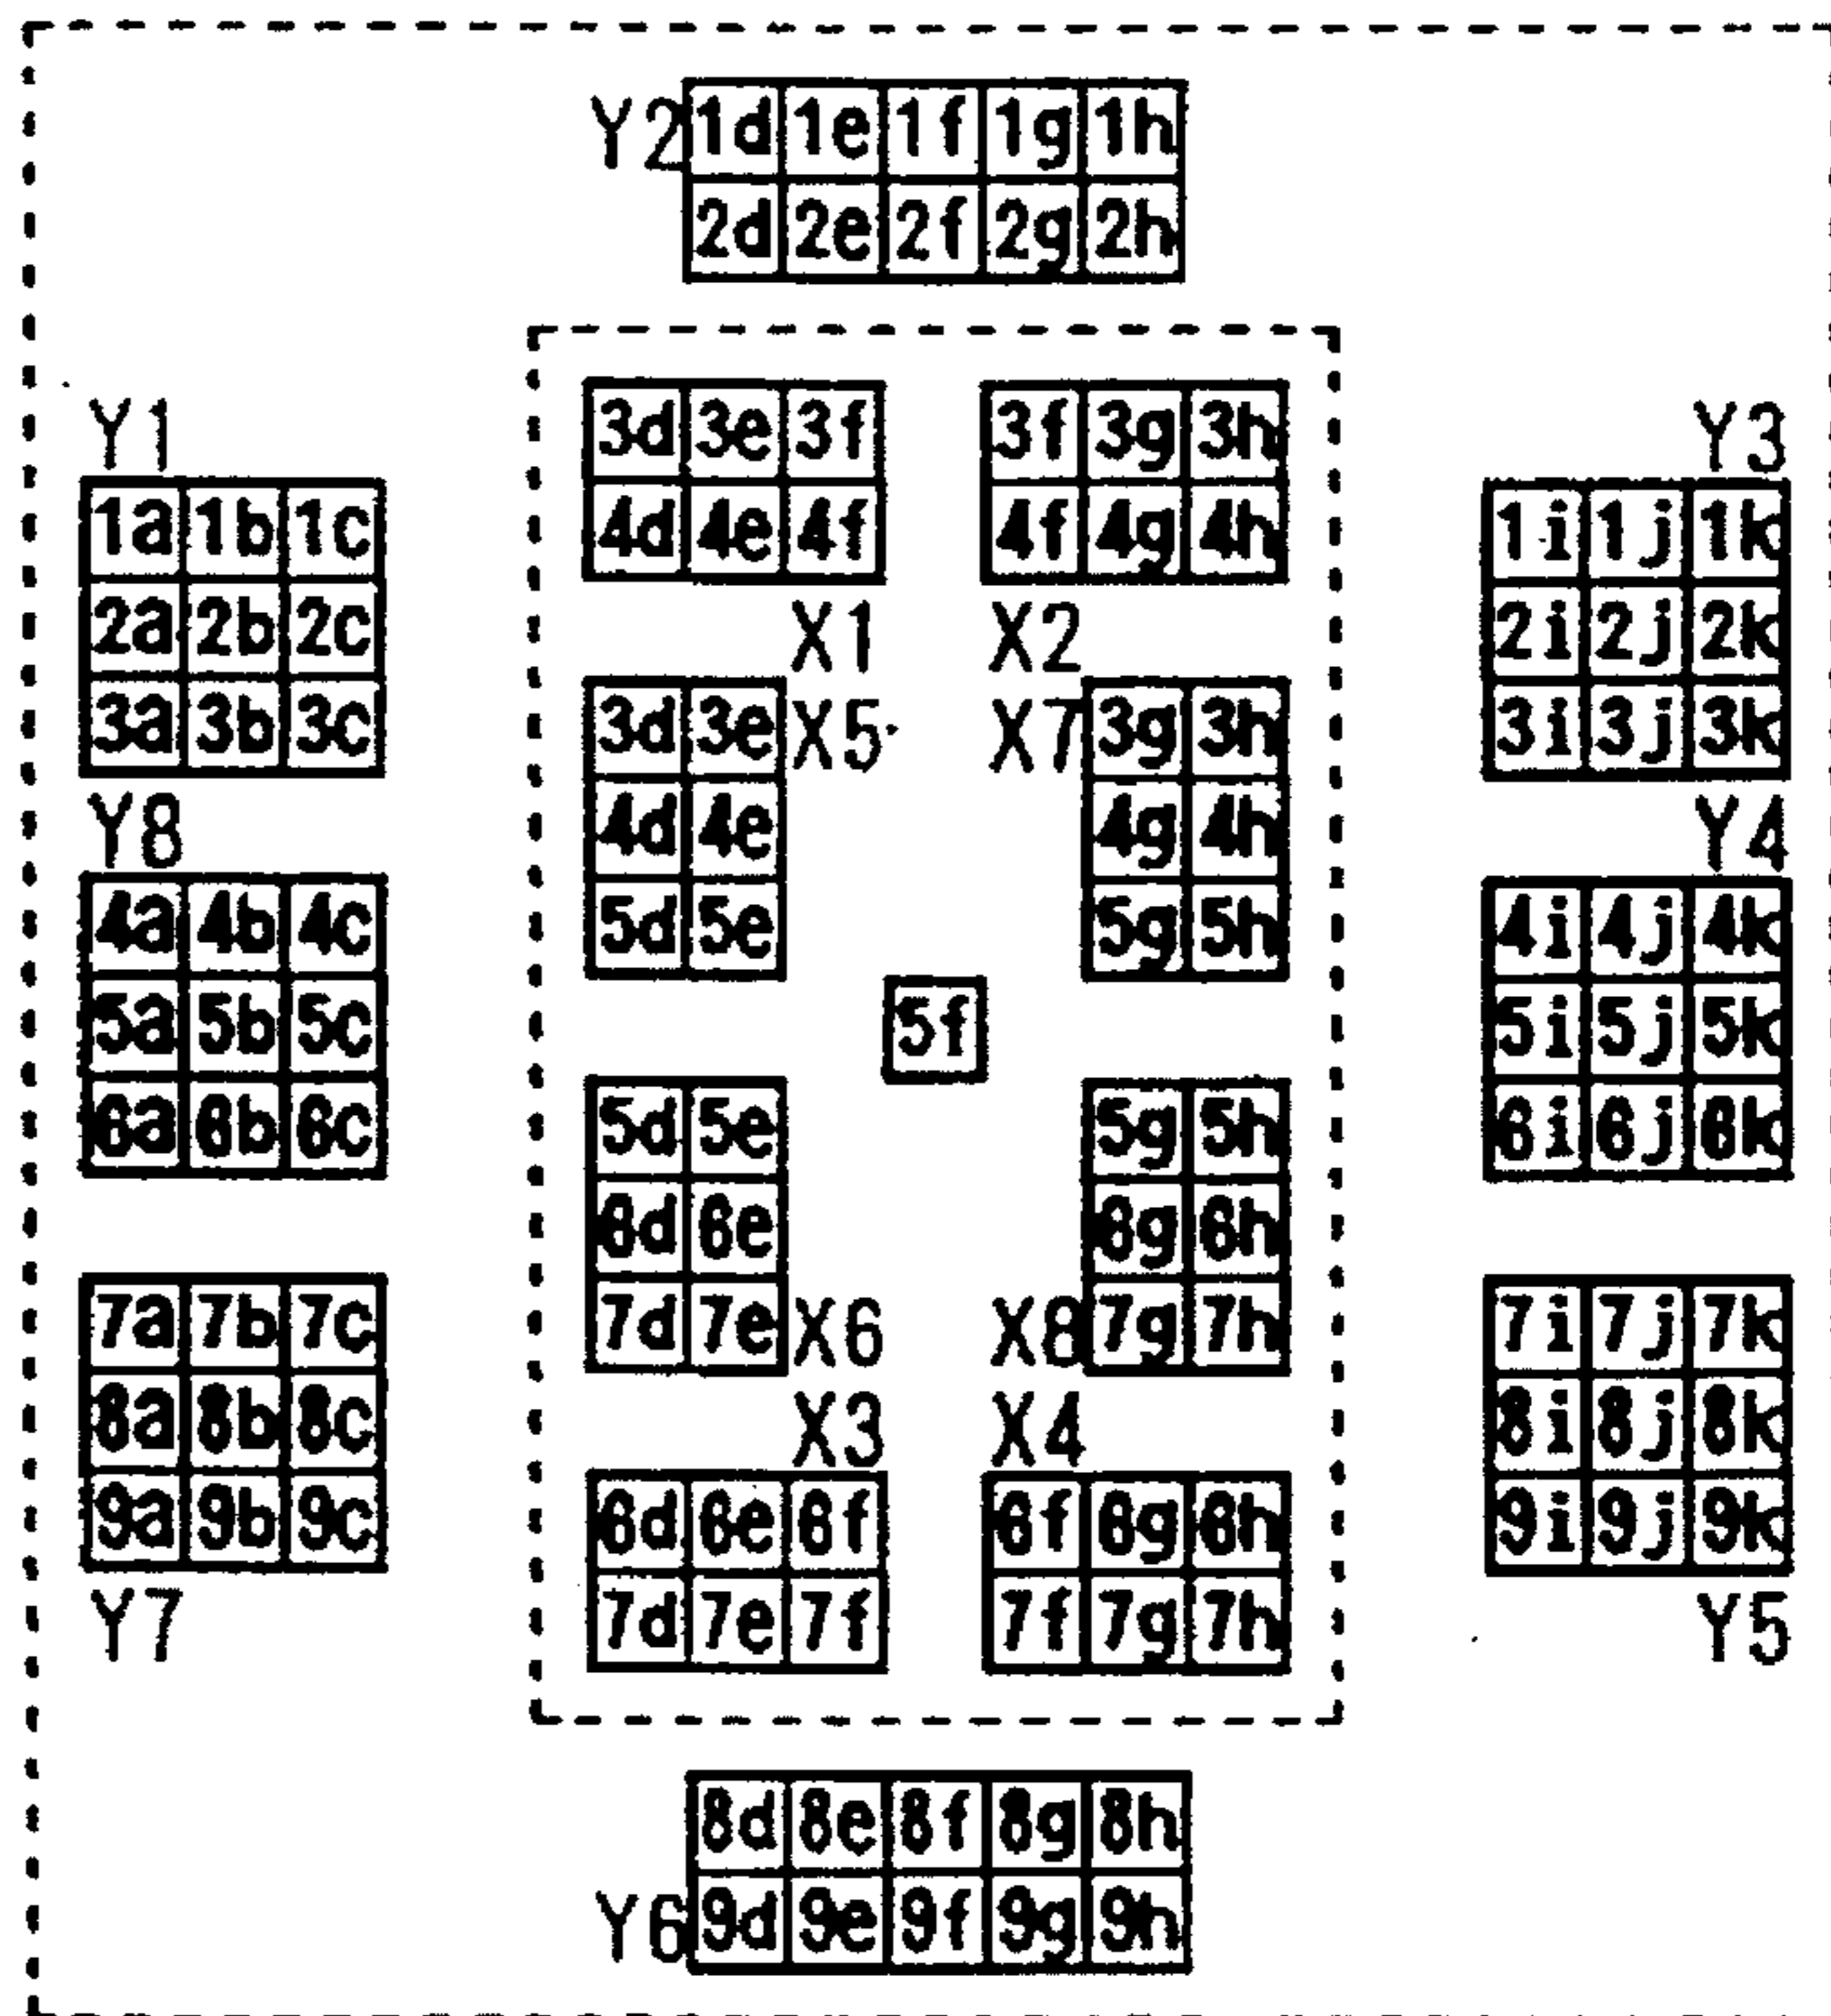 Y2
1d 1e 1f 1g 1h
2d 2e 2f 2g 2h
Y1
1a 1b 1c
2a 2b 2c
3a 3b 3c
Y8
4a 4b 4c
5a 5b 5c
6a 6b 6c
7a 7b 7c
8a 8b 8c
9a 9b 9c
Y7
3d 3e 3f
4d 4e 4f
X1
3f 3g 3h
4f 4g 4h
X2
X5
3d 3e
4d 4e
5d 5e
X7
3g 3h
4g 4h
5g 5h
5f
5d 5e
6d 6e
7d 7e
X6
5g 5h
6g 6h
7g 7h
X8
X3
6d 6e 6f
7d 7e 7f
X4
6f 6g 6h
7f 7g 7h
Y3
1i 1j 1k
2i 2j 2k
3i 3j 3k
Y4
4i 4j 4k
5i 5j 5k
6i 6j 6k
7i 7j 7k
8i 8j 8k
9i 9j 9k
Y5
8d 8e 8f 8g 8h
9d 9e 9f 9g 9h
Y6